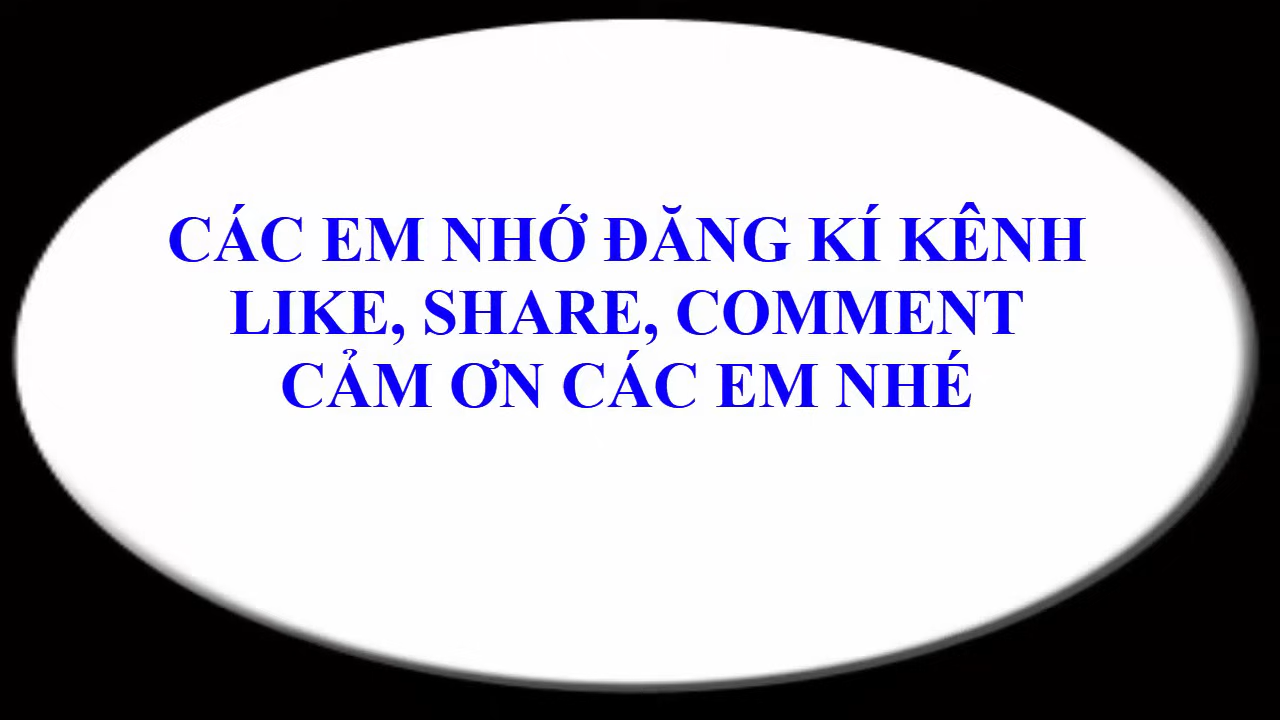 CÁC EM NHỚ ĐĂNG KÍ KÊNH
LIKE, SHARE, COMMENT
CẢM ƠN CÁC EM NHÉ